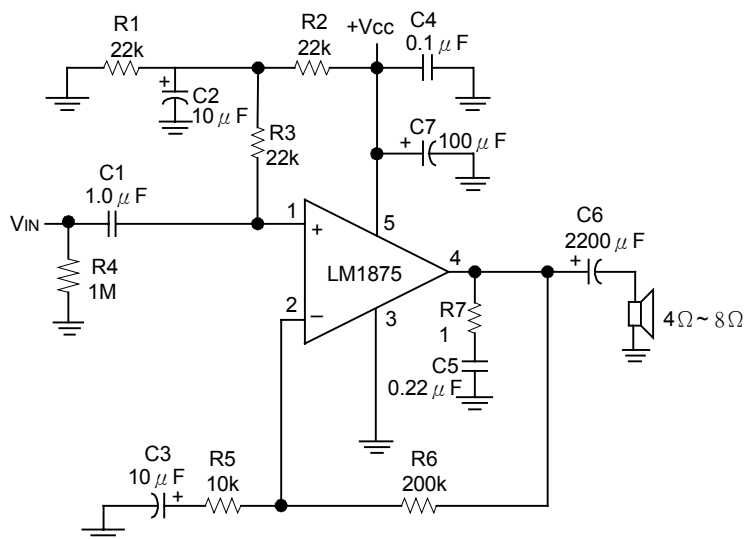 R1
22k
R2
22k
+Vcc
C4
0.1μF
C2
10μF
R3
22k
C7
100μF
C1
1.0μF
VIN
R4
1M
1
+
5
LM1875
4
2
−
3
R7
1
C5
0.22μF
C6
2200μF
+
4Ω~8Ω
C3
10μF
+
R5
10k
R6
200k
+
+